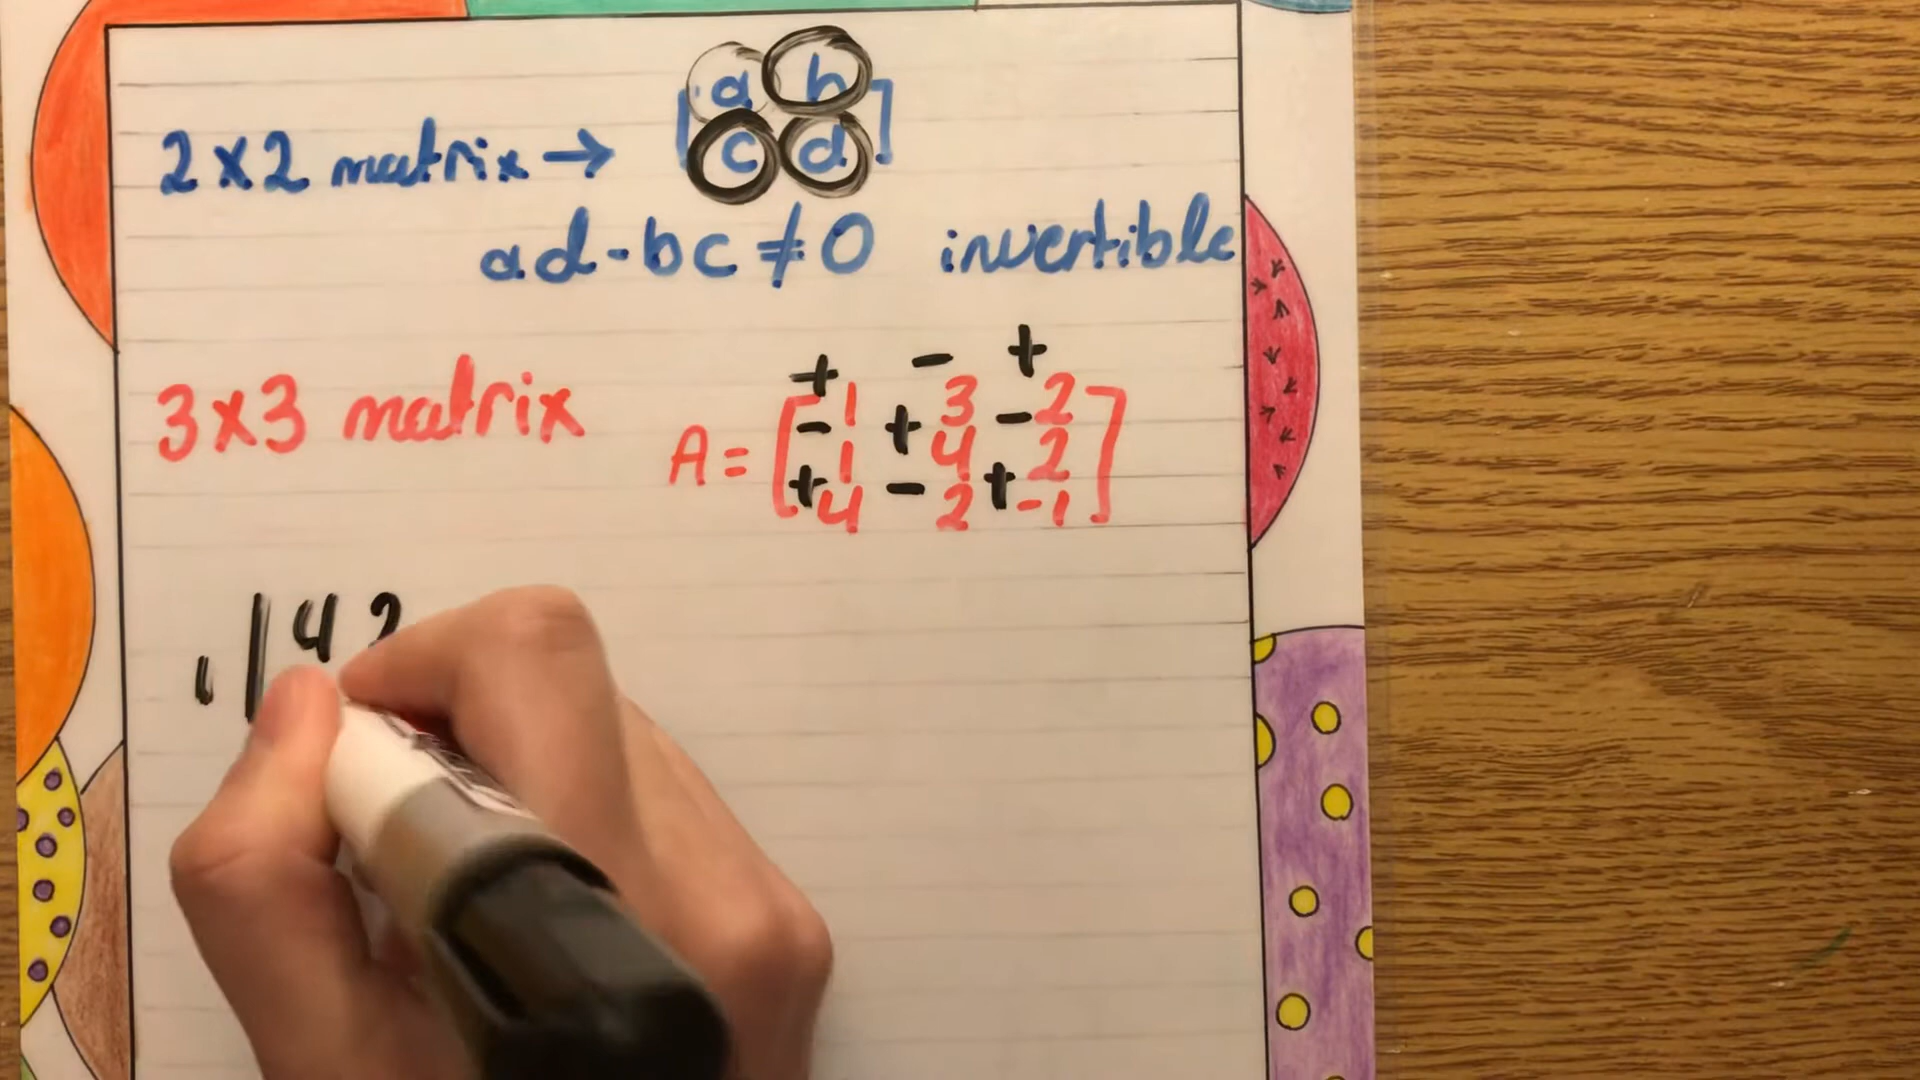 2x2 matrix → [a b
c d]
ad-bc ≠ 0 invertible
3x3 matrix
+ - +
A = [1 3 2
- + -
1 4 2
+ - +
4 2 -1]
1 | 4 2